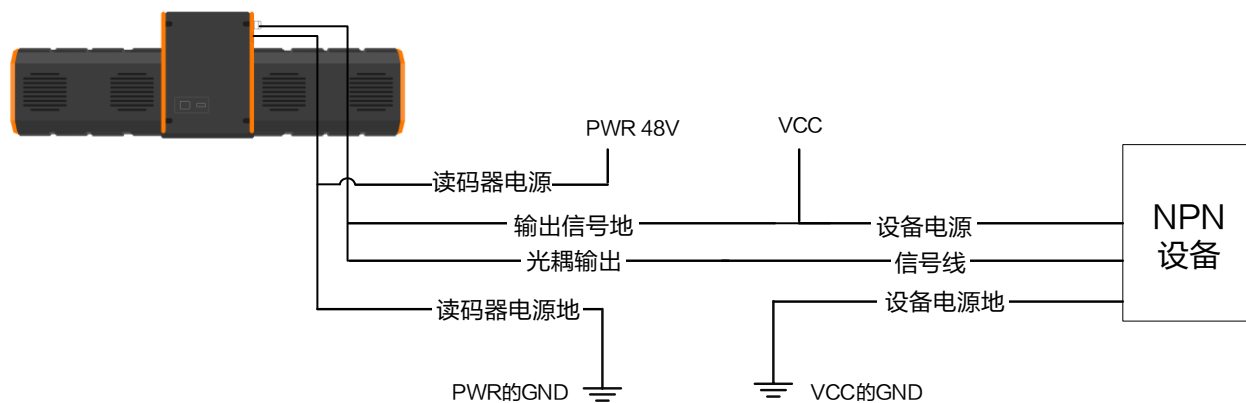 PWR 48V
VCC
读码器电源
输出信号地
设备电源
NPN
设备
光耦输出
信号线
读码器电源地
设备电源地
PWR的GND
VCC的GND